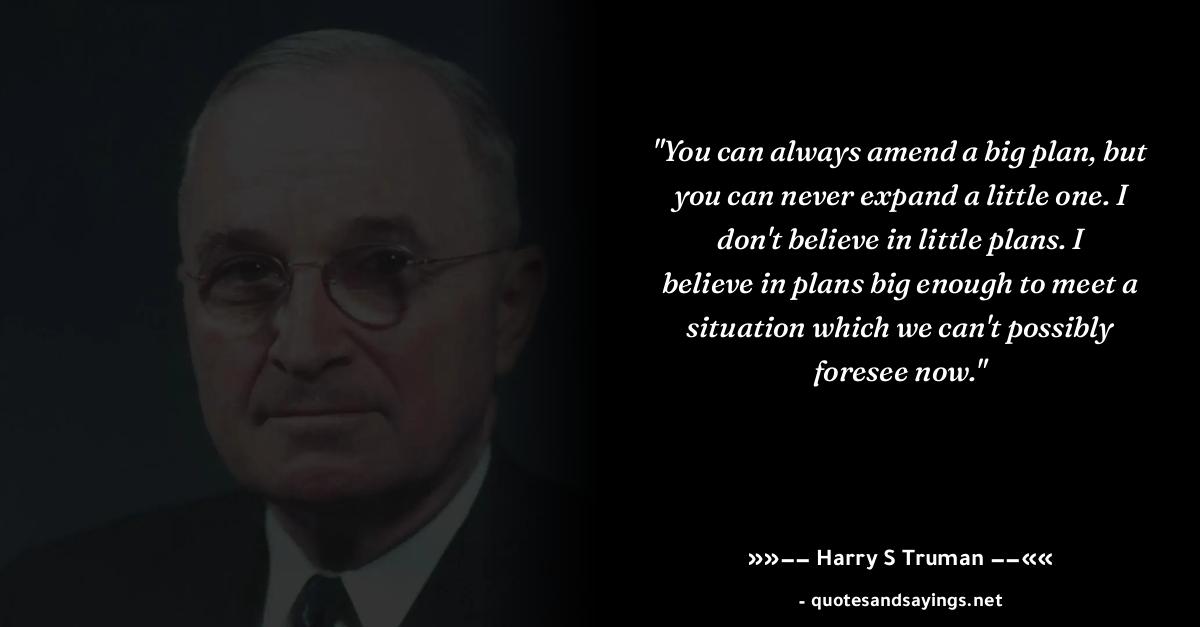 "You can always amend a big plan, but
you can never expand a little one. I
don't believe in little plans. I
believe in plans big enough to meet a
situation which we can't possibly
foresee now."
»»−− Harry S Truman −−««
- quotesandsayings.net